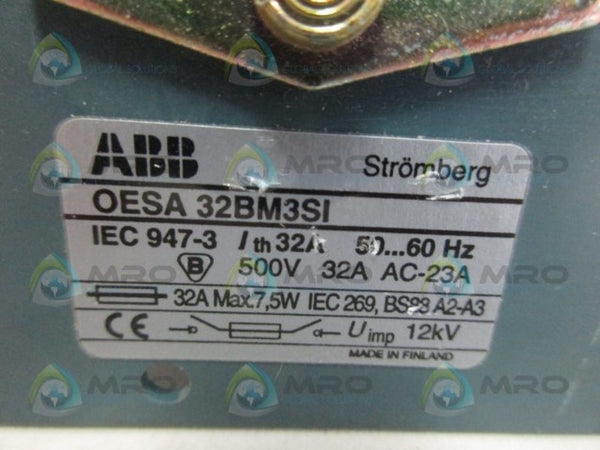 ABB Strömberg
OESA 32BM3SI
IEC 947-3 Ith 32A 50...60 Hz
B 500V 32A AC-23A
32A Max.7,5W IEC 269, BS88 A2-A3
CE Uimp 12kV
MADE IN FINLAND
MRO